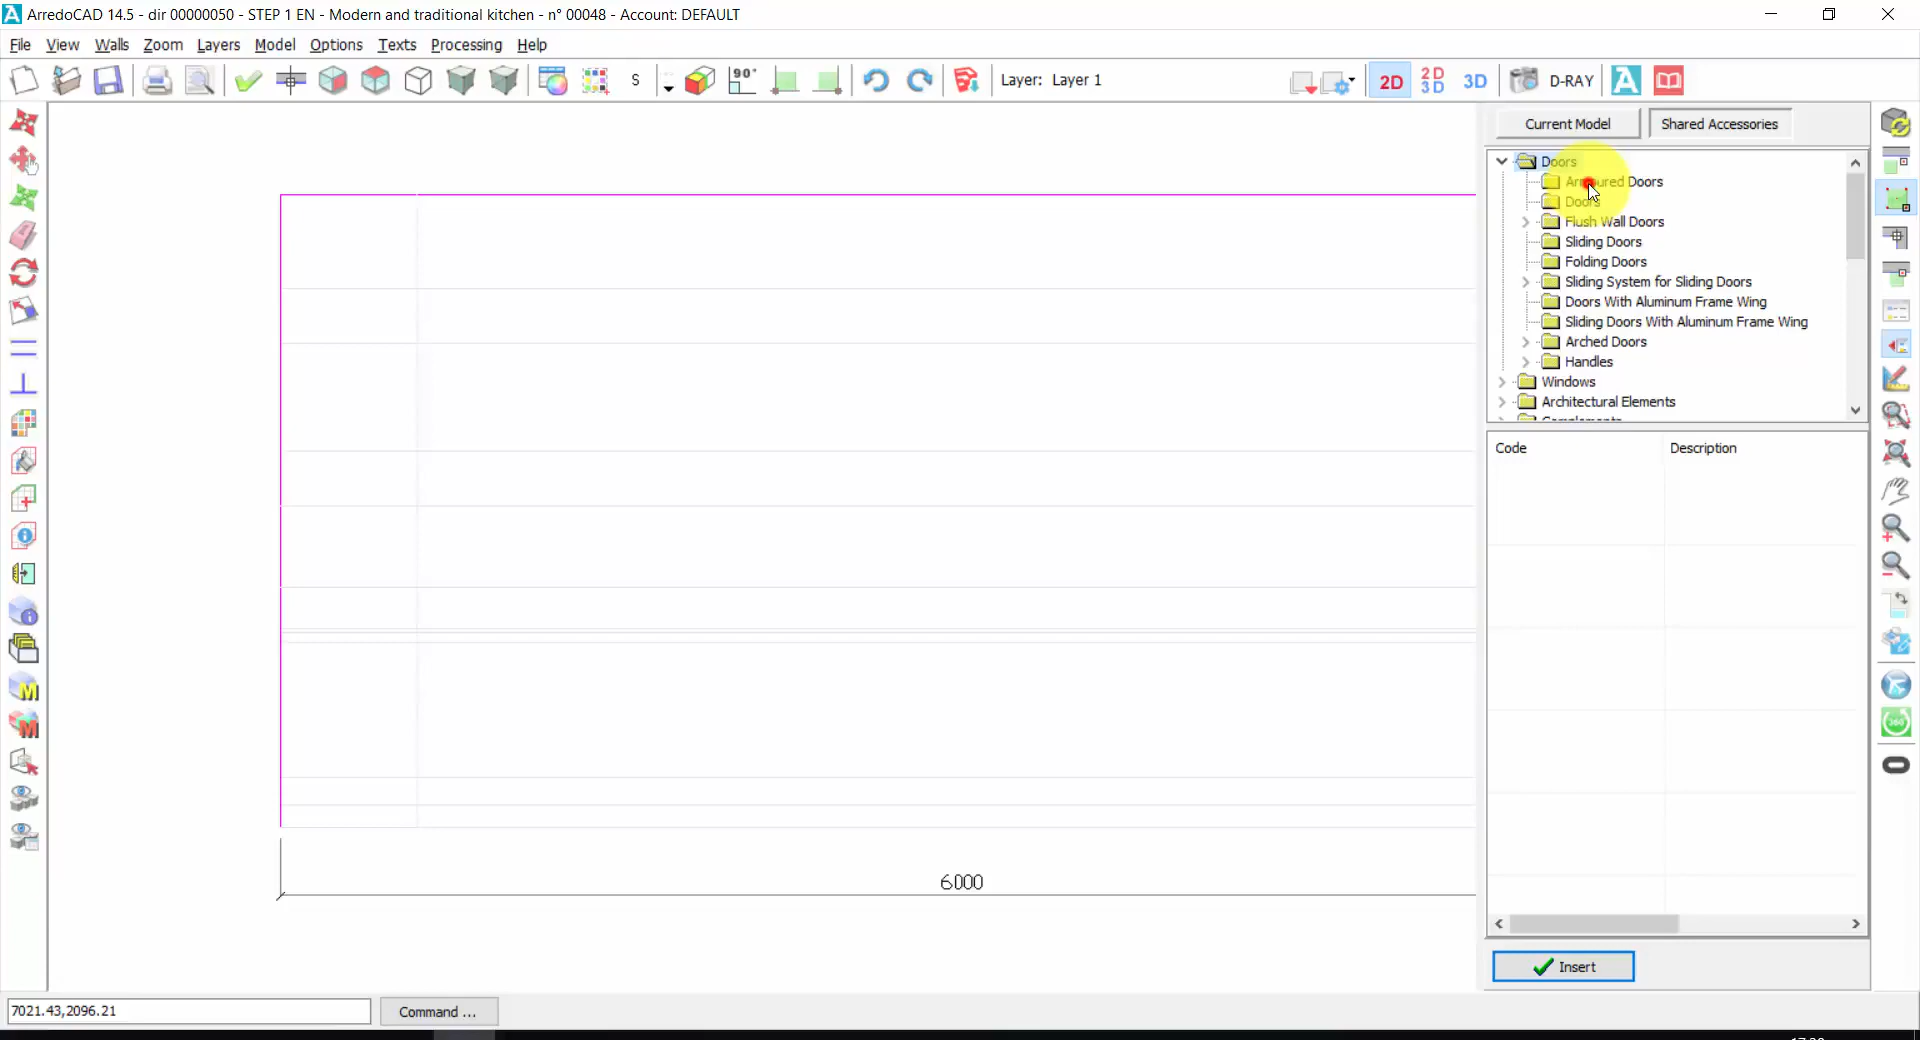 ArredoCAD 14.5 - dir 00000050 - STEP 1 EN - Modern and traditional kitchen - n° 00048 - Account: DEFAULT
File View Walls Zoom Layers Model Options Texts Processing Help
S 90° Layer: Layer 1 2D 2D 3D 3D D-RAY A
Current Model Shared Accessories
Doors
Armoured Doors
Doors
Flush Wall Doors
Sliding Doors
Folding Doors
Sliding System for Sliding Doors
Doors With Aluminum Frame Wing
Sliding Doors With Aluminum Frame Wing
Arched Doors
Handles
Windows
Architectural Elements
Complements
Code Description
M
M
360
6000
Insert
7021.43,2096.21
Command ...